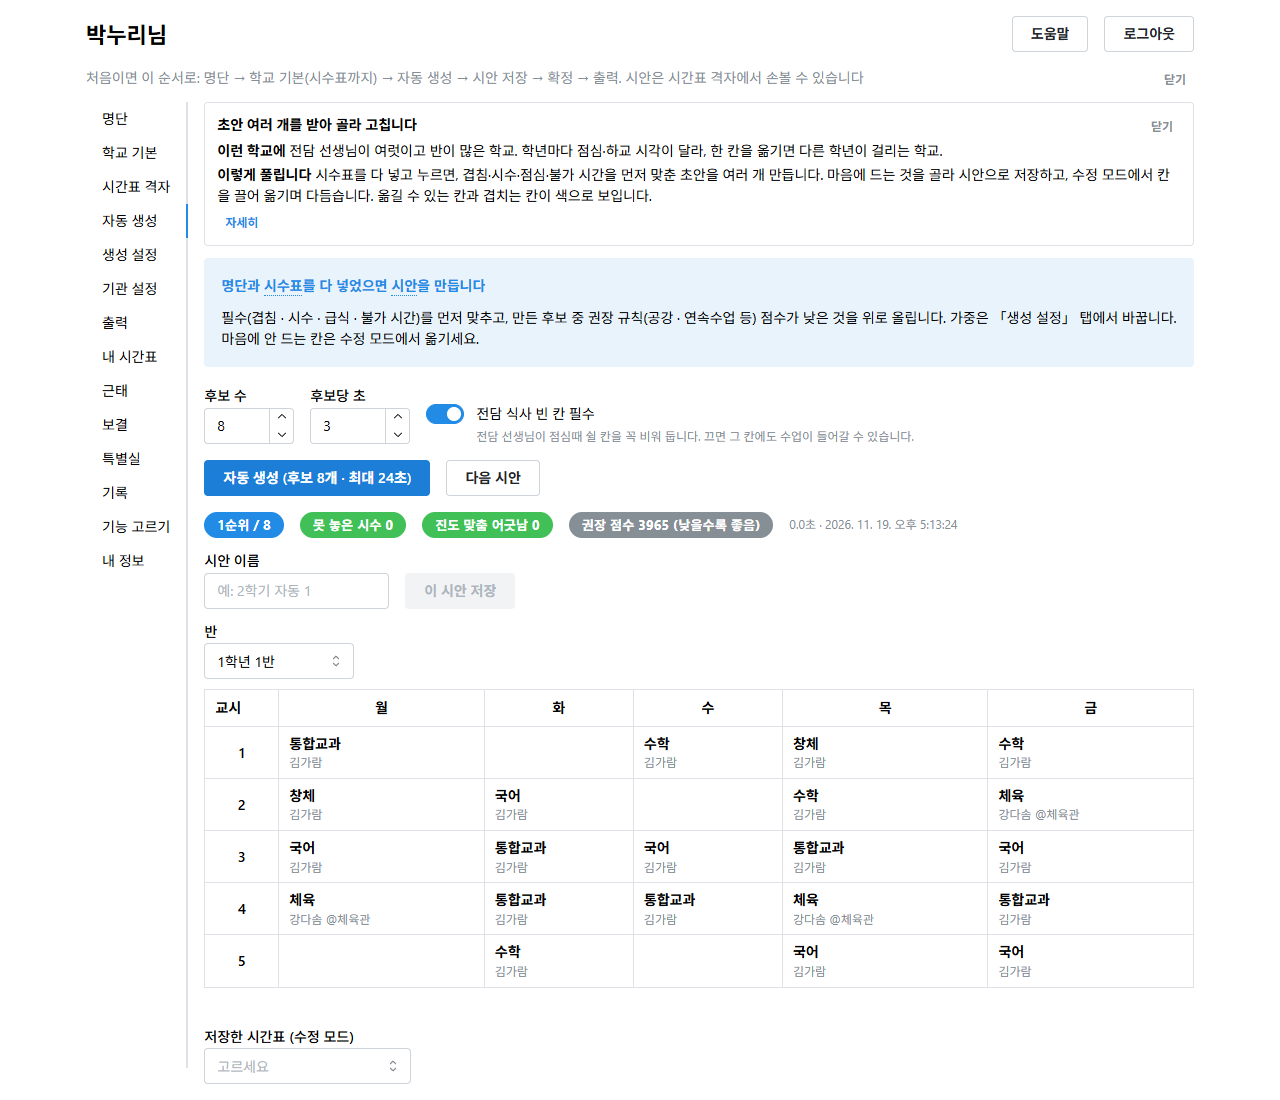 박누리님
도움말
로그아웃
처음이면 이 순서로: 명단 → 학교 기본(시수표까지) → 자동 생성 → 시안 저장 → 확정 → 출력. 시안은 시간표 격자에서 손볼 수 있습니다
닫기
명단
학교 기본
시간표 격자
자동 생성
생성 설정
기관 설정
출력
내 시간표
근태
보결
특별실
기록
기능 고르기
내 정보
초안 여러 개를 받아 골라 고칩니다
닫기
이런 학교에 전담 선생님이 여럿이고 반이 많은 학교. 학년마다 점심·하교 시각이 달라, 한 칸을 옮기면 다른 학년이 걸리는 학교.
이렇게 풀립니다 시수표를 다 넣고 누르면, 겹침·시수·점심·불가 시간을 먼저 맞춘 초안을 여러 개 만듭니다. 마음에 드는 것을 골라 시안으로 저장하고, 수정 모드에서 칸
을 끌어 옮기며 다듬습니다. 옮길 수 있는 칸과 겹치는 칸이 색으로 보입니다.
자세히
명단과 시수표를 다 넣었으면 시안을 만듭니다
필수(겹침 · 시수 · 급식 · 불가 시간)를 먼저 맞추고, 만든 후보 중 권장 규칙(공강 · 연속수업 등) 점수가 낮은 것을 위로 올립니다. 가중은 「생성 설정」 탭에서 바꿉니다.
마음에 안 드는 칸은 수정 모드에서 옮기세요.
후보 수
후보당 초
8
3
전담 식사 빈 칸 필수
전담 선생님이 점심때 쉴 칸을 꼭 비워 둡니다. 끄면 그 칸에도 수업이 들어갈 수 있습니다.
자동 생성 (후보 8개 · 최대 24초)
다음 시안
1순위 / 8
못 놓은 시수 0
진도 맞춤 어긋남 0
권장 점수 3965 (낮을수록 좋음)
0.0초 · 2026. 11. 19. 오후 5:13:24
시안 이름
예: 2학기 자동 1
이 시안 저장
반
1학년 1반
교시 월 화 수 목 금
1 통합교과 수학 창체 수학
김가람 김가람 김가람 김가람
2 창체 국어 수학 체육
김가람 김가람 김가람 강다솜 @체육관
3 국어 통합교과 국어 통합교과 국어
김가람 김가람 김가람 김가람 김가람
4 체육 통합교과 통합교과 체육 통합교과
강다솜 @체육관 김가람 김가람 강다솜 @체육관 김가람
5 수학 국어 국어
김가람 김가람 김가람
저장한 시간표 (수정 모드)
고르세요